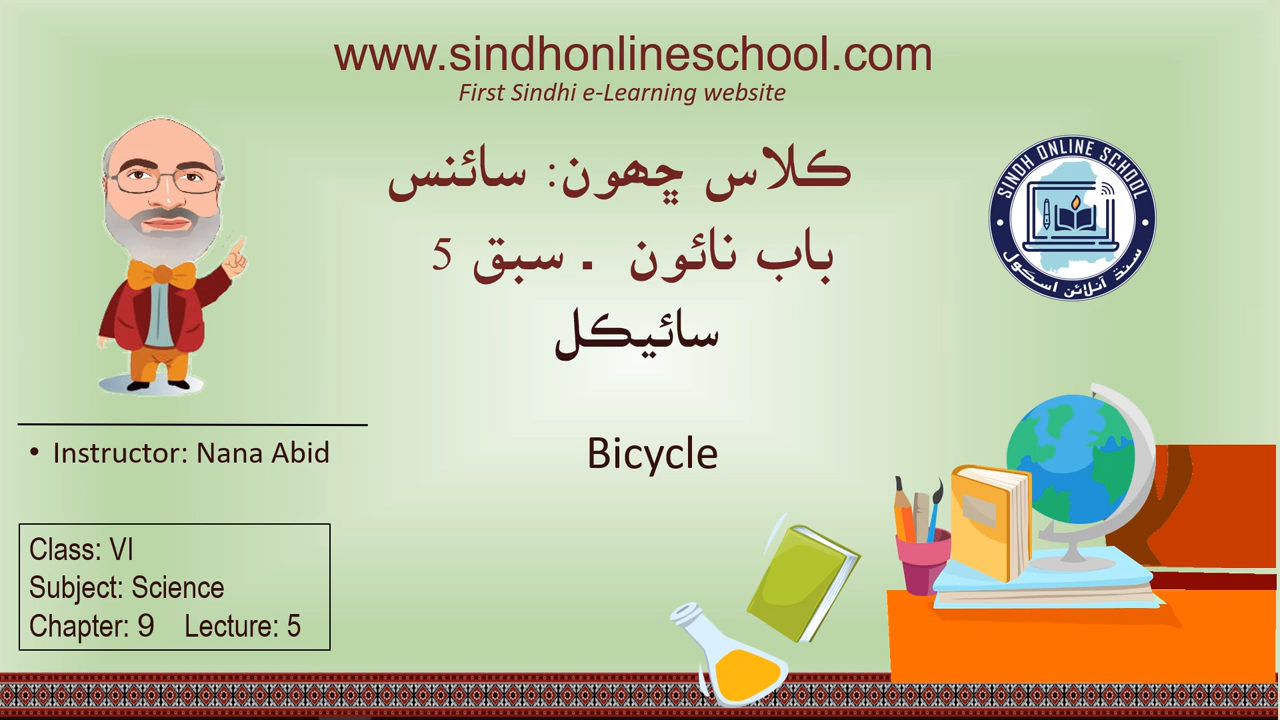 www.sindhonlineschool.com
First Sindhi e-Learning website
ڪلاس ڇهون: سائنس
باب نائون ـ سبق 5
سائيڪل
Bicycle
SINDH ONLINE SCHOOL
سنڌ آنلائن اسڪول
• Instructor: Nana Abid
Class: VI
Subject: Science
Chapter: 9 Lecture: 5